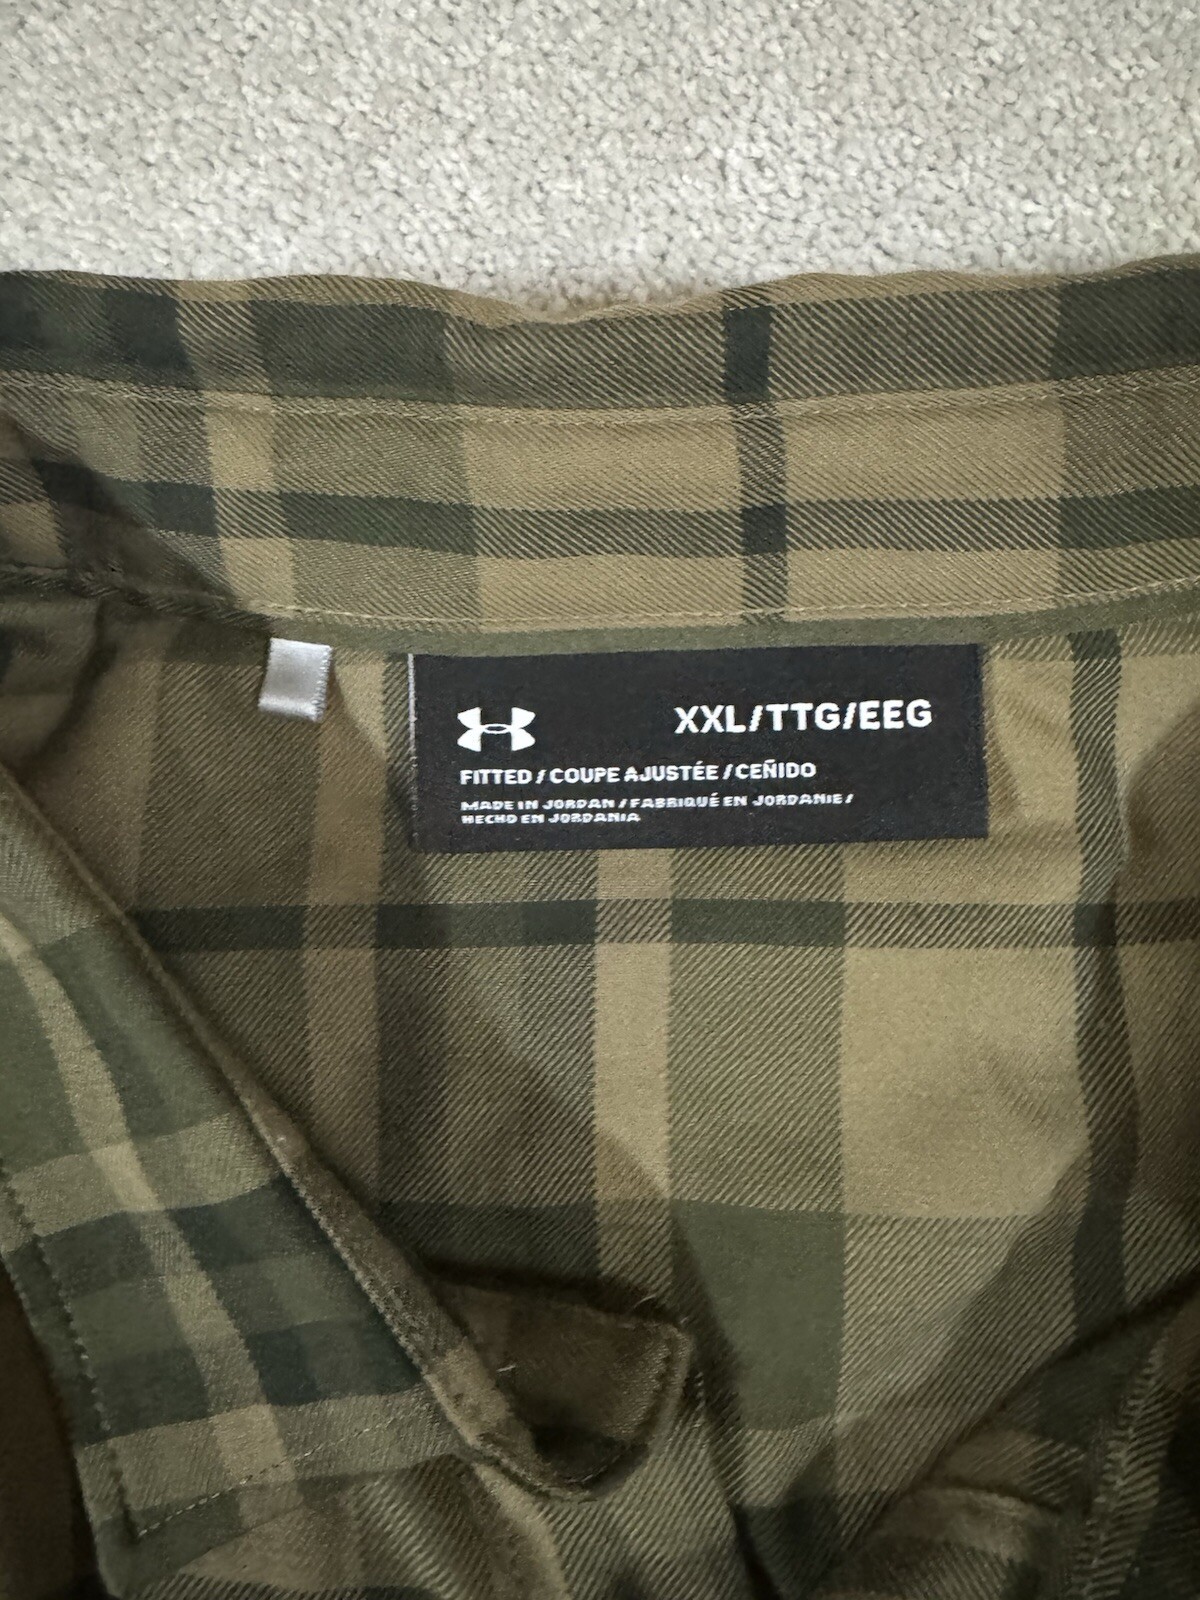 XXL/TTG/EEG
FITTED / COUPE AJUSTÉE / CEÑIDO
MADE IN JORDAN / FABRIQUÉ EN JORDANIE /
HECHO EN JORDANIA